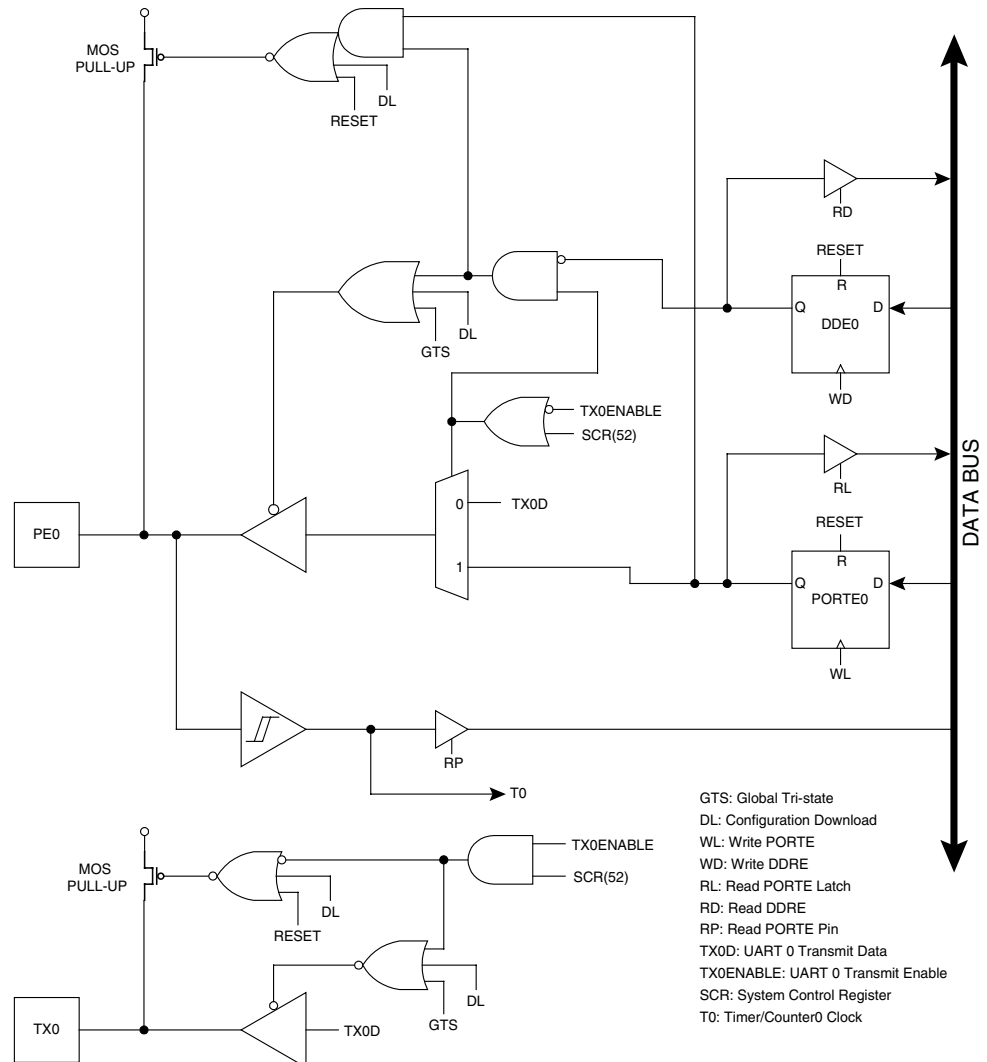 MOS
PULL-UP
DL
RESET
RD
RESET
R
Q
D
DDE0
DL
GTS
WD
TX0ENABLE
SCR(52)
RL
0
TX0D
PE0
RESET
R
1
Q
D
PORTE0
WL
DATA BUS
RP
T0
GTS: Global Tri-state
DL: Configuration Download
WL: Write PORTE
WD: Write DDRE
RL: Read PORTE Latch
RD: Read DDRE
RP: Read PORTE Pin
TX0D: UART 0 Transmit Data
TX0ENABLE: UART 0 Transmit Enable
SCR: System Control Register
T0: Timer/Counter0 Clock
TX0ENABLE
SCR(52)
MOS
PULL-UP
DL
RESET
DL
GTS
TX0
TX0D